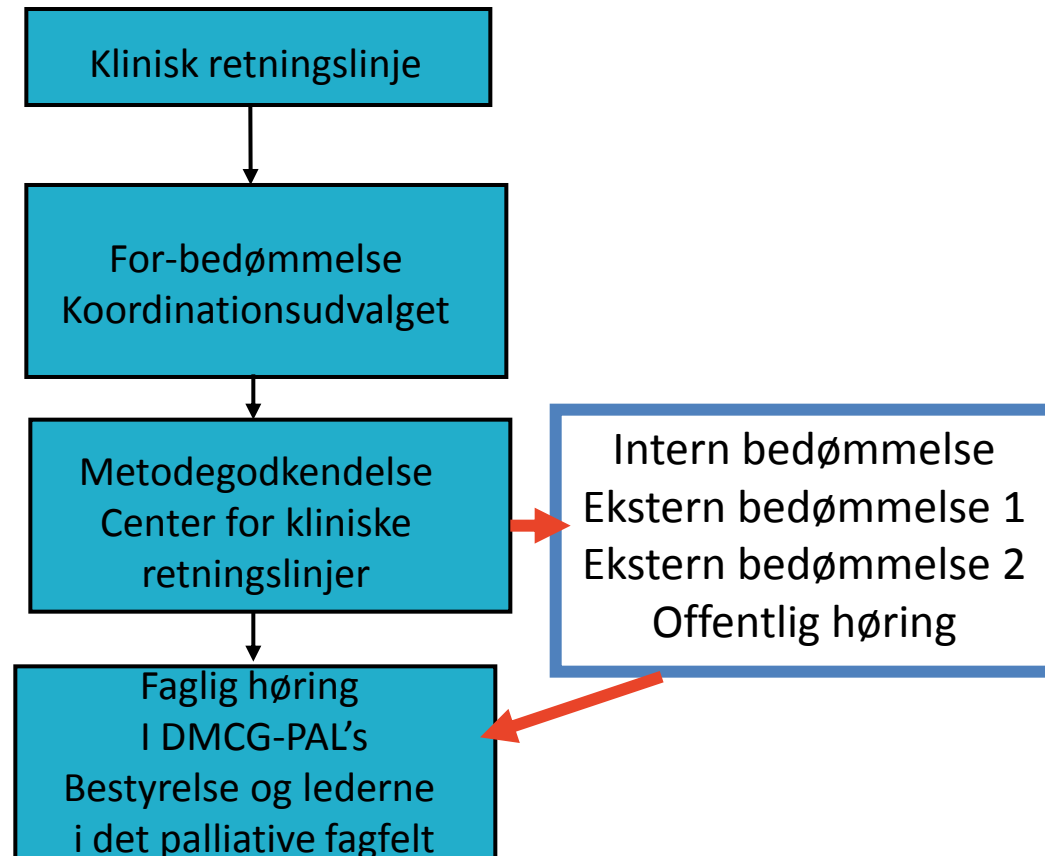 Klinisk retningslinje
For-bedømmelse
Koordinationsudvalget
Metodegodkendelse
Center for kliniske
retningslinjer
Intern bedømmelse
Ekstern bedømmelse 1
Ekstern bedømmelse 2
Offentlig høring
Faglig høring
I DMCG-PAL’s
Bestyrelse og lederne
i det palliative fagfelt